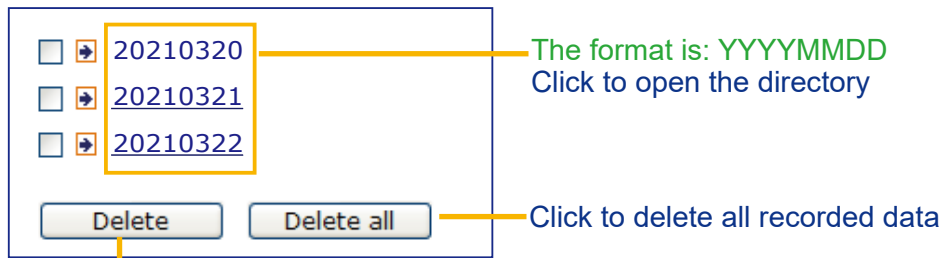 20210320
The format is: YYYYMMDD
Click to open the directory
20210321
20210322
Delete
Delete all
Click to delete all recorded data